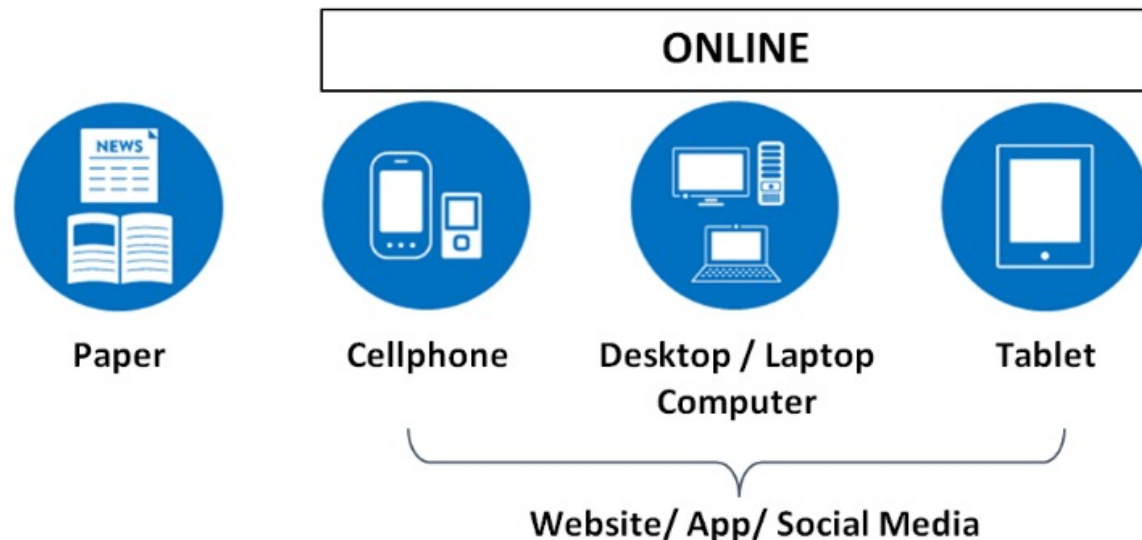 ONLINE
NEWS
Paper
Cellphone
Desktop / Laptop
Computer
Tablet
Website/ App/ Social Media